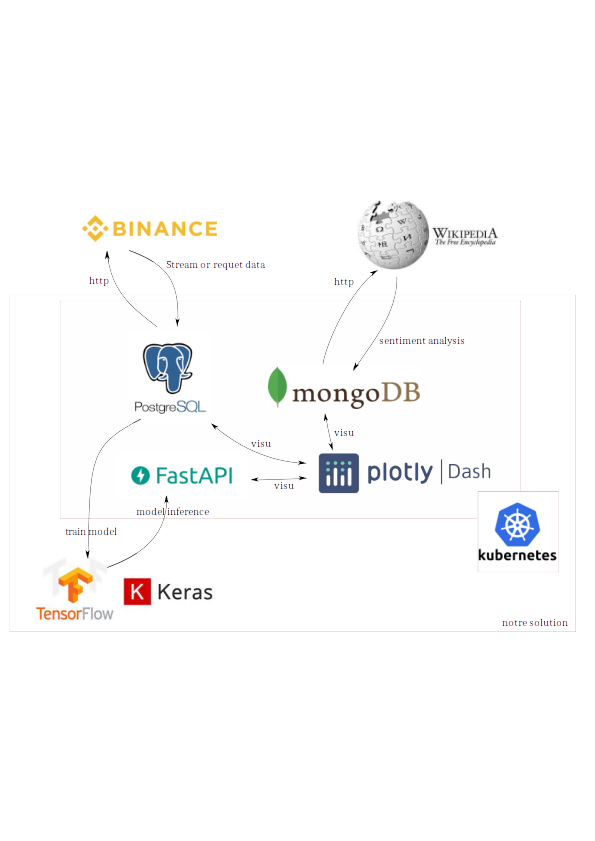 BINANCE
WIKIPEDIA
The Free Encyclopedia
Stream or requet data
http
http
sentiment analysis
PostgreSQL
mongoDB
visu
visu
FastAPI
plotly | Dash
visu
model inference
train model
kubernetes
TensorFlow
K Keras
notre solution